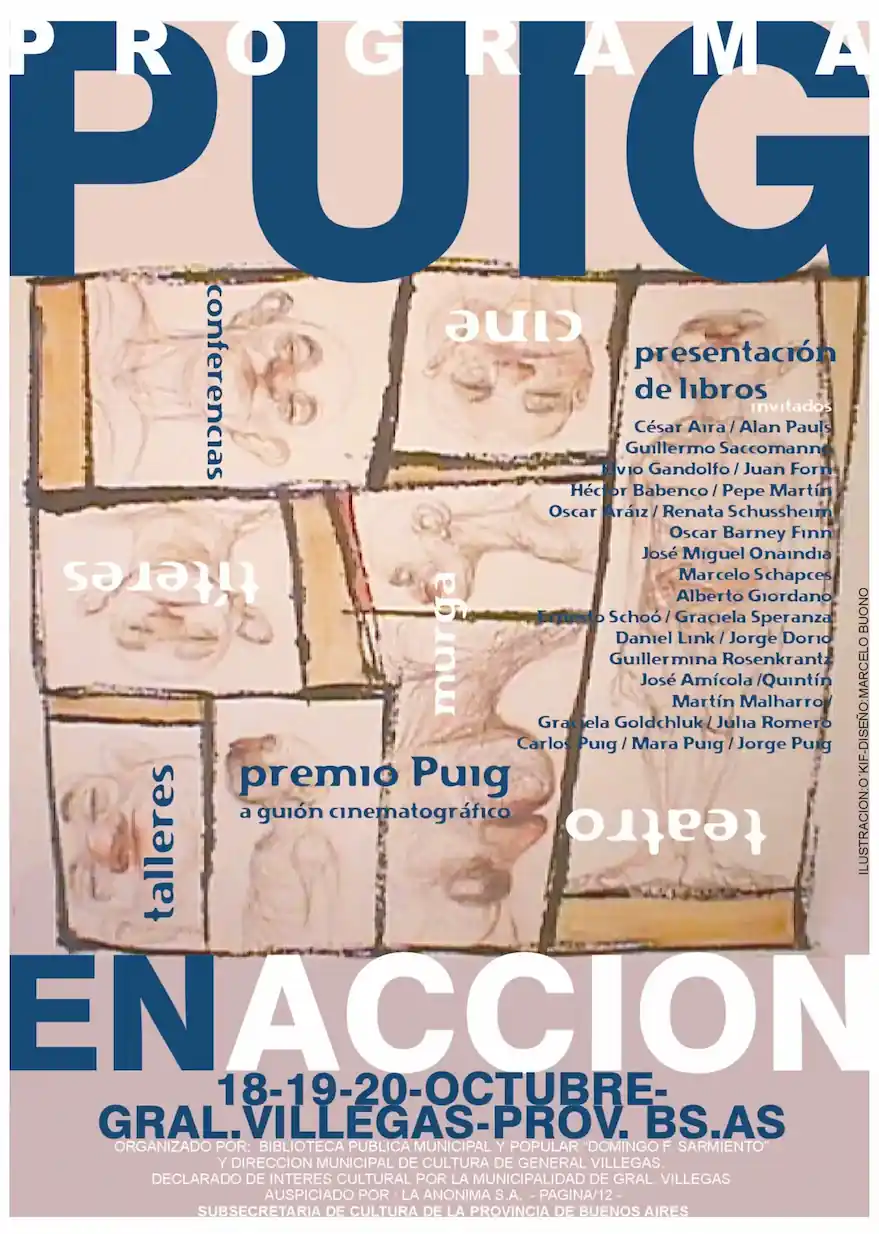 PROGRAMA
PUIG
conferencias
cine
presentación
de libros
invitados
César Aira / Alan Pauls
Guillermo Saccomanno
Elvio Gandolfo / Juan Forn
Héctor Babenco / Pepe Martín
Oscar Aráiz / Renata Schussheim
Oscar Barney Finn
José Miguel Onaindia
Marcelo Schapces
Alberto Giordano
Ernesto Schoó / Graciela Speranza
Daniel Link / Jorge Dorio
Guillermina Rosenkrantz
José Amícola /Quintín
Martín Malharro/
Graciela Goldchluk / Julia Romero
Carlos Puig / Mara Puig / Jorge Puig
títeres
murga
premio Puig
a guión cinematográfico
talleres
teatro
ILUSTRACION:O´KIF-DISEÑO:MARCELO BUONO
EN ACCION
18-19-20-OCTUBRE-
GRAL.VILLEGAS-PROV. BS.AS
ORGANIZADO POR: BIBLIOTECA PUBLICA MUNICIPAL Y POPULAR "DOMINGO F. SARMIENTO"
Y DIRECCION MUNICIPAL DE CULTURA DE GENERAL VILLEGAS.
DECLARADO DE INTERES CULTURAL POR LA MUNICIPALIDAD DE GRAL. VILLEGAS
AUSPICIADO POR : LA ANONIMA S.A. - PAGINA/12 -
SUBSECRETARIA DE CULTURA DE LA PROVINCIA DE BUENOS AIRES